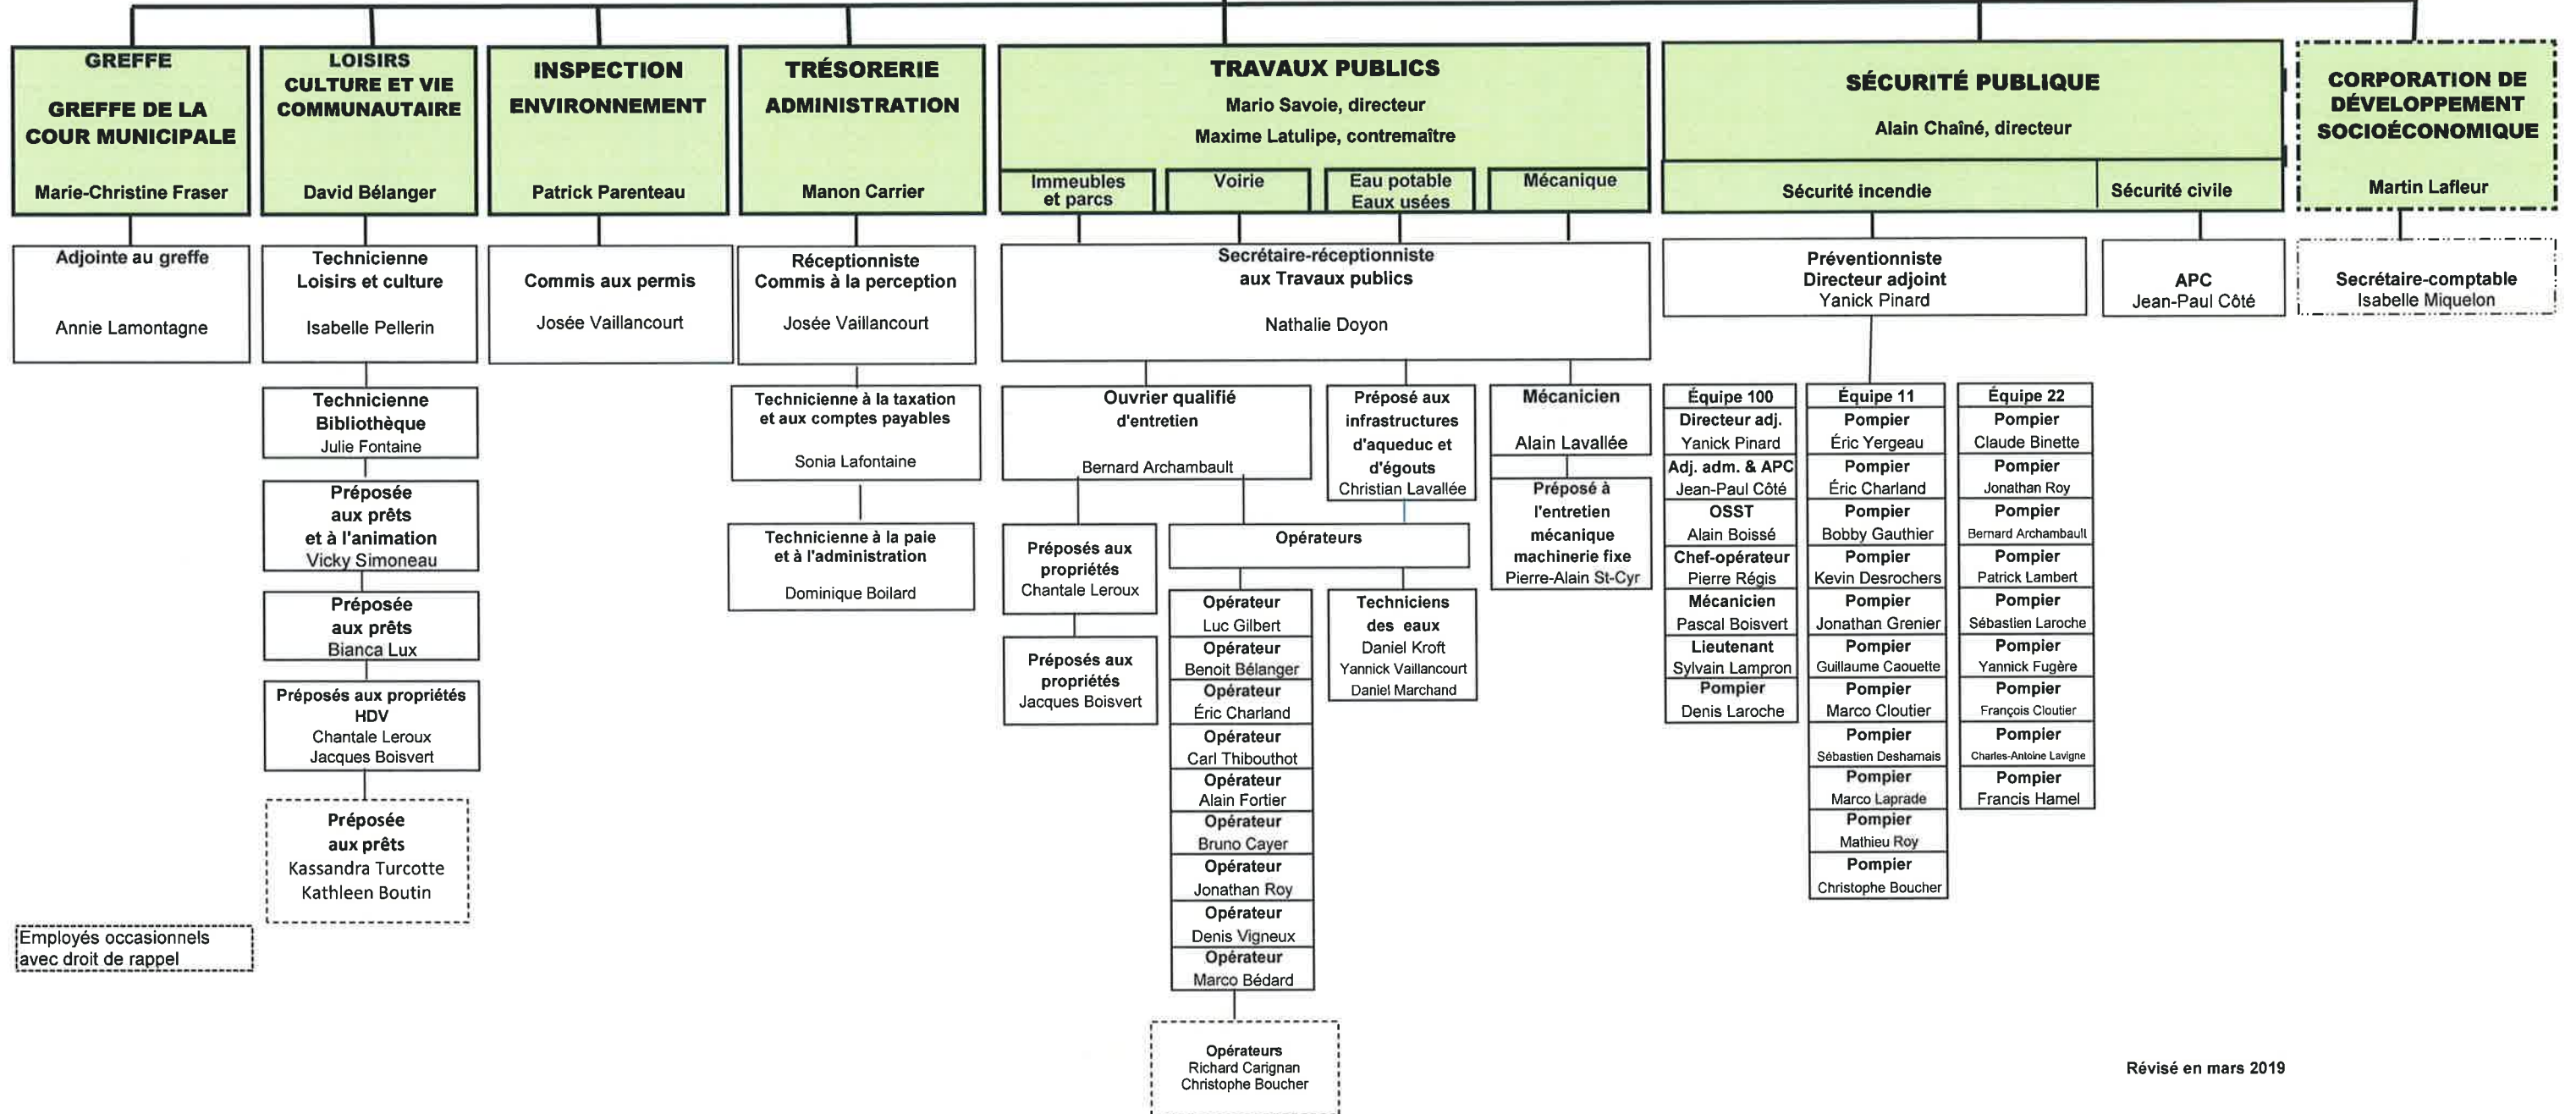 GREFFE
GREFFE DE LA
COUR MUNICIPALE
Marie-Christine Fraser
LOISIRS
CULTURE ET VIE
COMMUNAUTAIRE
David Bélanger
INSPECTION
ENVIRONNEMENT
Patrick Parenteau
TRÉSORERIE
ADMINISTRATION
Manon Carrier
TRAVAUX PUBLICS
Mario Savoie, directeur
Maxime Latulipe, contremaître
Immeubles
et parcs
Voirie
Eau potable
Eaux usées
Mécanique
SÉCURITÉ PUBLIQUE
Alain Chaîné, directeur
Sécurité incendie
Sécurité civile
CORPORATION DE
DÉVELOPPEMENT
SOCIOÉCONOMIQUE
Martin Lafleur
Adjointe au greffe
Annie Lamontagne
Technicienne
Loisirs et culture
Isabelle Pellerin
Commis aux permis
Josée Vaillancourt
Réceptionniste
Commis à la perception
Josée Vaillancourt
Secrétaire-réceptionniste
aux Travaux publics
Nathalie Doyon
Préventionniste
Directeur adjoint
Yanick Pinard
APC
Jean-Paul Côté
Secrétaire-comptable
Isabelle Miquelon
Technicienne
Bibliothèque
Julie Fontaine
Préposée
aux prêts
et à l'animation
Vicky Simoneau
Préposée
aux prêts
Bianca Lux
Préposés aux propriétés
HDV
Chantale Leroux
Jacques Boisvert
Préposée
aux prêts
Kassandra Turcotte
Kathleen Boutin
Technicienne à la taxation
et aux comptes payables
Sonia Lafontaine
Technicienne à la paie
et à l'administration
Dominique Boilard
Ouvrier qualifié
d'entretien
Bernard Archambault
Préposé aux
infrastructures
d'aqueduc et
d'égouts
Christian Lavallée
Mécanicien
Alain Lavallée
Préposé à
l'entretien
mécanique
machinerie fixe
Pierre-Alain St-Cyr
Préposés aux
propriétés
Chantale Leroux
Préposés aux
propriétés
Jacques Boisvert
Opérateurs
Opérateur
Luc Gilbert
Opérateur
Benoit Bélanger
Opérateur
Éric Charland
Opérateur
Carl Thibouthot
Opérateur
Alain Fortier
Opérateur
Bruno Cayer
Opérateur
Jonathan Roy
Opérateur
Denis Vigneux
Opérateur
Marco Bédard
Opérateurs
Richard Carignan
Christophe Boucher
Techniciens
des eaux
Daniel Kroft
Yannick Vaillancourt
Daniel Marchand
Équipe 100
Directeur adj.
Yanick Pinard
Adj. adm. & APC
Jean-Paul Côté
OSST
Alain Boissé
Chef-opérateur
Pierre Régis
Mécanicien
Pascal Boisvert
Lieutenant
Sylvain Lampron
Pompier
Denis Laroche
Équipe 11
Pompier
Éric Yergeau
Pompier
Éric Charland
Pompier
Bobby Gauthier
Pompier
Kevin Desrochers
Pompier
Jonathan Grenier
Pompier
Guillaume Caouette
Pompier
Marco Cloutier
Pompier
Sébastien Desharnais
Pompier
Marco Laprade
Pompier
Mathieu Roy
Pompier
Christophe Boucher
Équipe 22
Pompier
Claude Binette
Pompier
Jonathan Roy
Pompier
Bernard Archambault
Pompier
Patrick Lambert
Pompier
Sébastien Laroche
Pompier
Yannick Fugère
Pompier
François Cloutier
Pompier
Charles-Antoine Lavigne
Pompier
Francis Hamel
Employés occasionnels
avec droit de rappel
Révisé en mars 2019